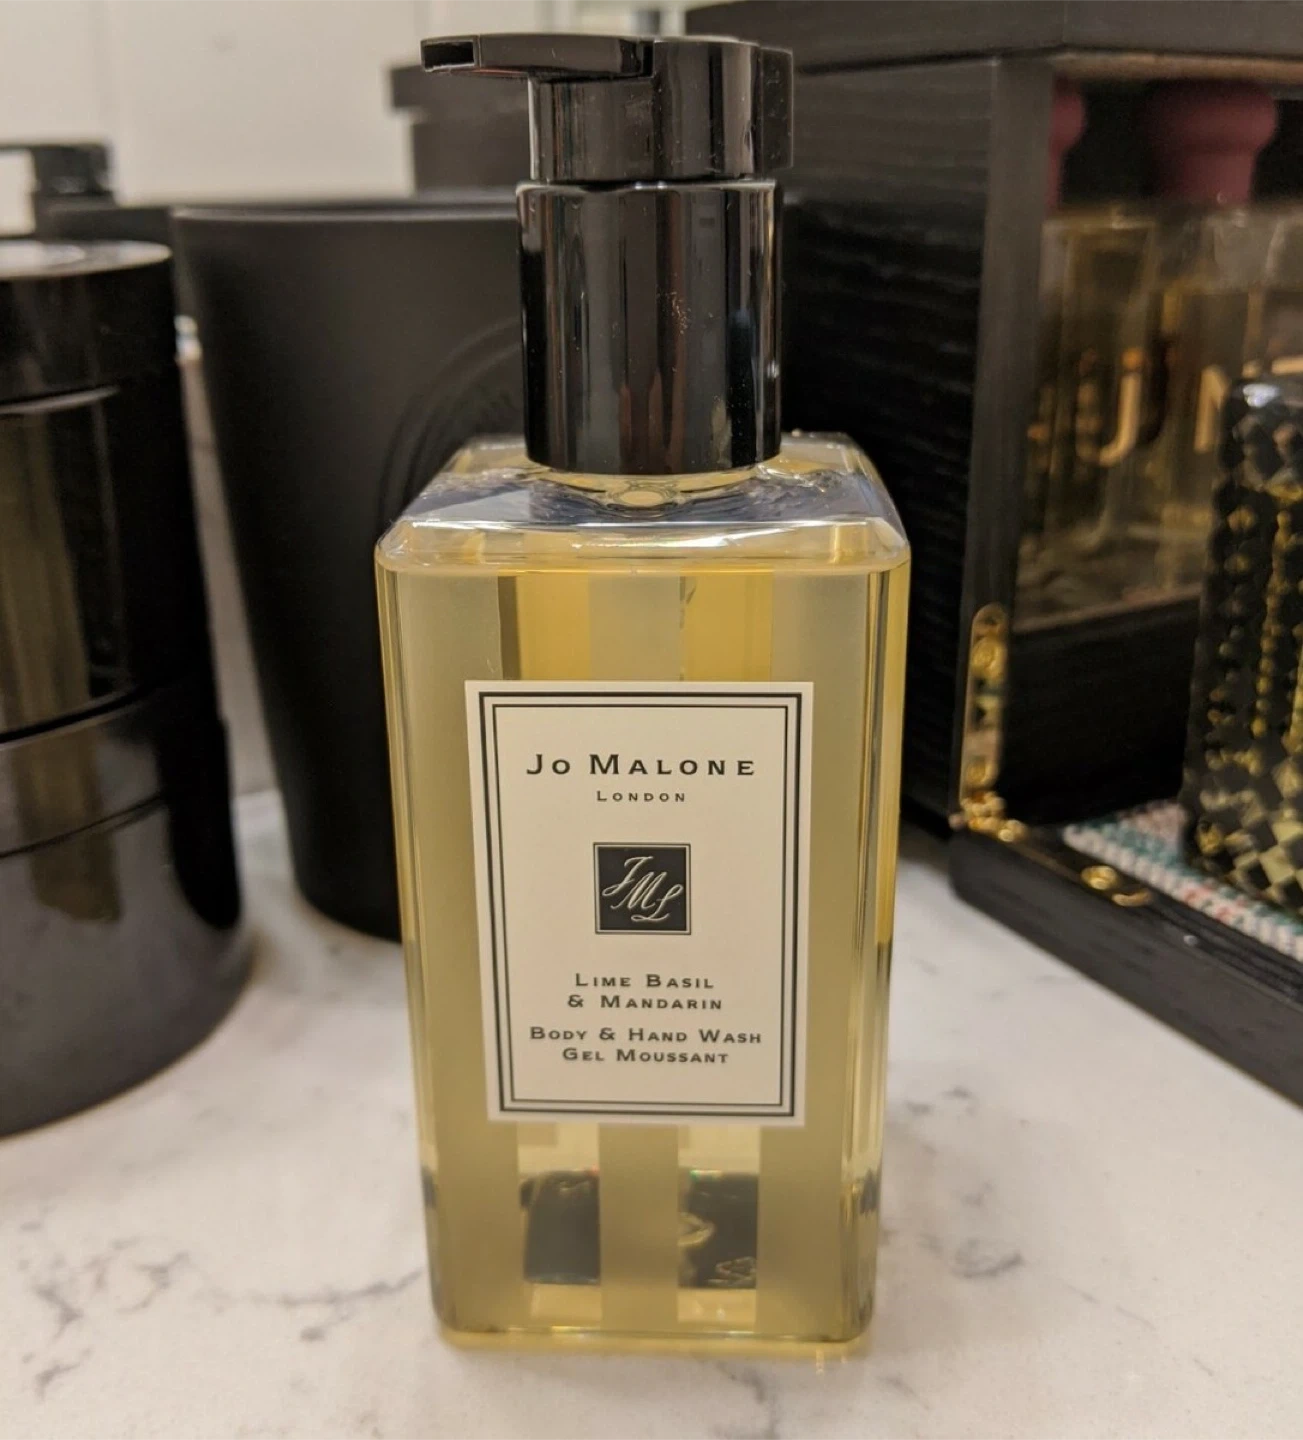 Jo Malone
London
JML
Lime Basil
& Mandarin
Body & Hand Wash
Gel Moussant